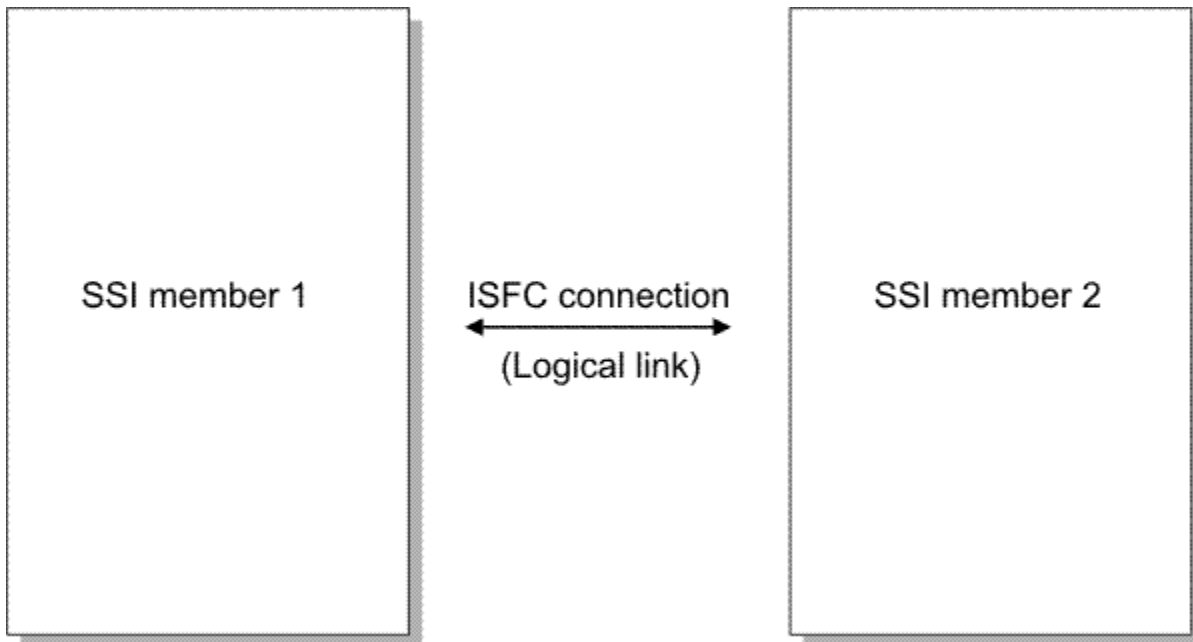 SSI member 1
ISFC connection
(Logical link)
SSI member 2